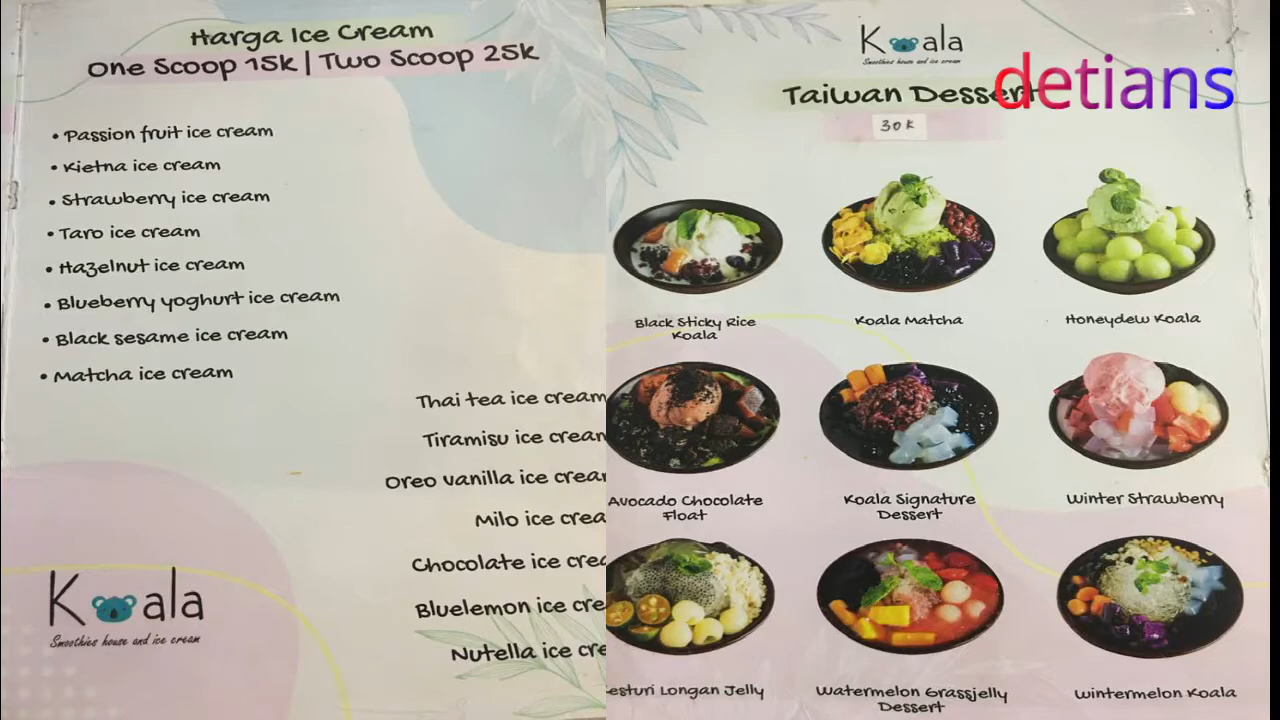 Harga Ice Cream
One Scoop 15k | Two Scoop 25k
• Passion fruit ice cream
• Kietna ice cream
• Strawberry ice cream
• Taro ice cream
• Hazelnut ice cream
• Blueberry yoghurt ice cream
• Black sesame ice cream
• Matcha ice cream
Thai tea ice cream
Tiramisu ice crean
Oreo vanilla ice crea
Milo ice crea
Chocolate ice crea
Bluelemon ice cre
Nutella ice cre
Koala
Smoothies house and ice cream
Koala
Smoothies house and ice cream
detians
Taiwan Dessert
30k
Black Sticky Rice
Koala
Koala Matcha
Honeydew Koala
Avocado Chocolate
Float
Koala Signature
Dessert
Winter Strawberry
esturi Longan Jelly
Watermelon Grassjelly
Dessert
Wintermelon Koala